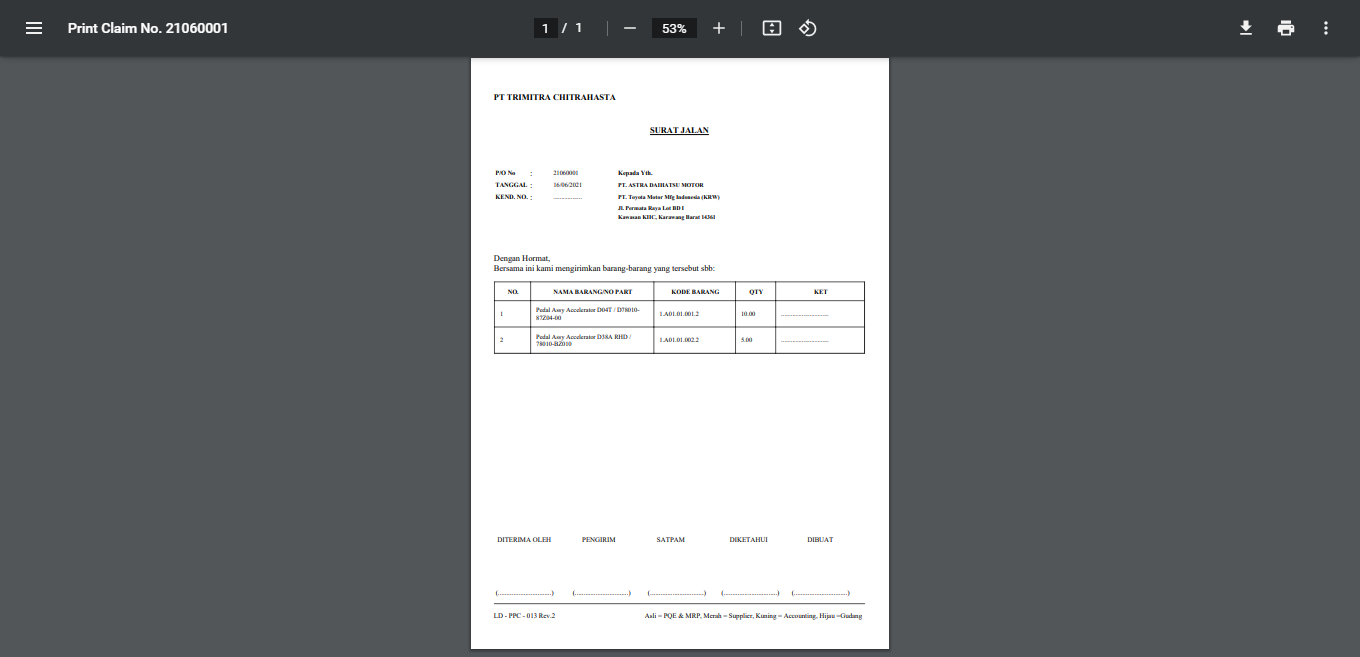 Print Claim No. 21060001
1 / 1
53%
PT TRIMITRA CHITRAHASTA
SURAT JALAN
P/O No : 21060001 Kepada Yth.
TANGGAL : 16/06/2021 PT. ASTRA DAIHATSU MOTOR
KEND. NO. : .................. PT. Toyota Motor Mfg Indonesia (KRW)
Jl. Permata Raya Lot BD I
Kawasan KIIC, Karawang Barat 14361
Dengan Hormat,
Bersama ini kami mengirimkan barang-barang yang tersebut sbb:
NO. NAMA BARANG/NO PART KODE BARANG QTY KET
1 Pedal Assy Accelerator D04T / D78010-
87Z04-00 1.A01.01.001.2 10.00 ..............................
2 Pedal Assy Accelerator D38A RHD /
78010-BZ010 1.A01.01.002.2 5.00 ..............................
DITERIMA OLEH PENGIRIM SATPAM DIKETAHUI DIBUAT
(............................) (............................) (............................) (............................) (............................)
LD - PPC - 013 Rev.2 Asli = PQE & MRP, Merah = Supplier, Kuning = Accounting, Hijau =Gudang